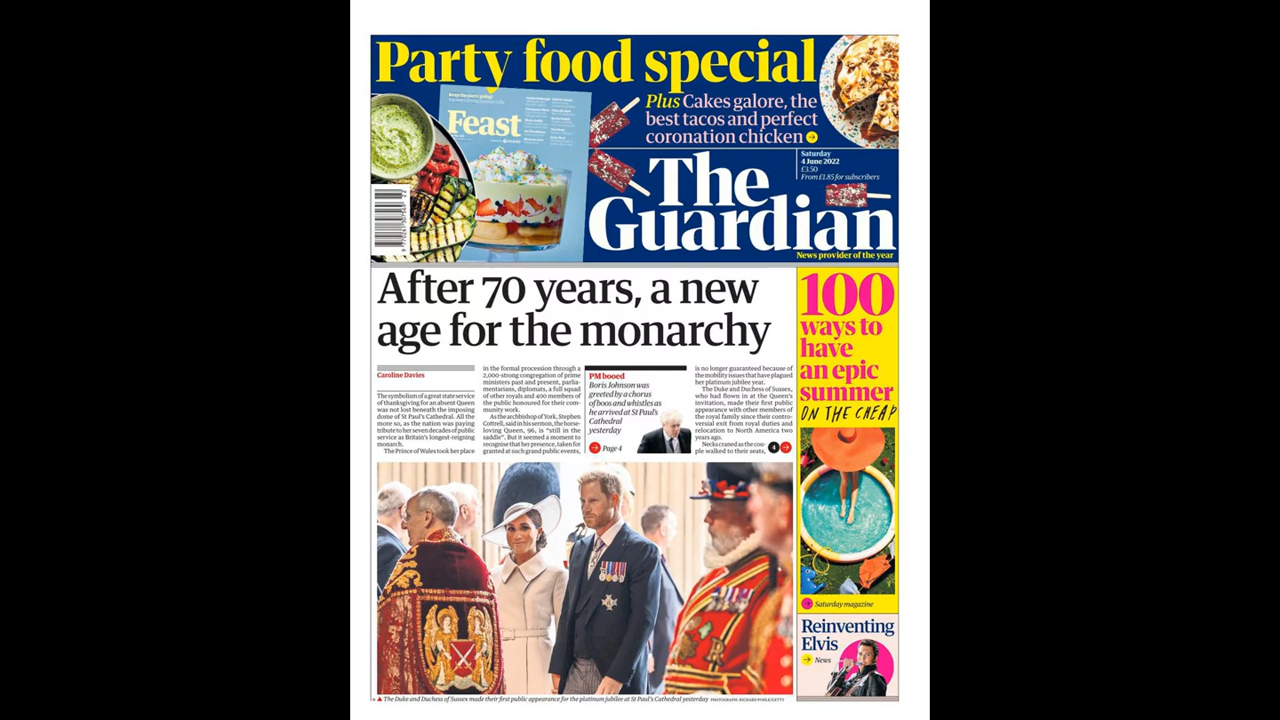 Party food special
Plus Cakes galore, the
best tacos and perfect
coronation chicken
Feast
Saturday
4 June 2022
£3.50
From £1.85 for subscribers
The
Guardian
News provider of the year
After 70 years, a new
age for the monarchy
Caroline Davies
The symbolism of a great state service
of thanksgiving for an absent Queen
was not lost beneath the imposing
dome of St Paul's Cathedral. All the
more so, as the nation was paying
tribute to her seven decades of public
service as Britain's longest-reigning
monarch.
The Prince of Wales took her place
in the formal procession through a
2,000-strong congregation of prime
ministers past and present, parlia-
mentarians, diplomats, a full squad
of other royals and 400 members of
the public honoured for their com-
munity work.
As the archbishop of York, Stephen
Cottrell, said in his sermon, the horse-
loving Queen, 96, is "still in the
saddle". But it seemed a moment to
recognise that her presence, taken for
granted at such grand public events,
PM booed
Boris Johnson was
greeted by a chorus
of boos and whistles as
he arrived at St Paul's
Cathedral
yesterday
Page 4
is no longer guaranteed because of
the mobility issues that have plagued
her platinum jubilee year.
The Duke and Duchess of Sussex,
who had flown in at the Queen's
invitation, made their first public
appearance with other members of
the royal family since their contro-
versial exit from royal duties and
relocation to North America two
years ago.
Necks craned as the cou-
ple walked to their seats,
4
100
ways to
have
an epic
summer
ON THE CHEAP
Saturday magazine
Reinventing
Elvis
News
The Duke and Duchess of Sussex made their first public appearance for the platinum jubilee at St Paul's Cathedral yesterday PHOTOGRAPH: RICHARD POHLE/GETTY